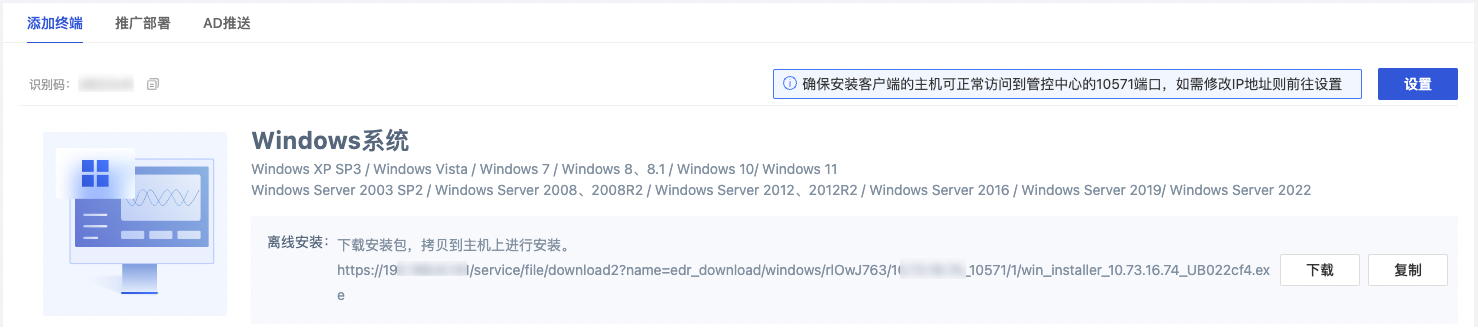 添加终端 推广部署 AD推送
识别码：
确保安装客户端的主机可正常访问到管控中心的10571端口，如需修改IP地址则前往设置 设置
Windows系统
Windows XP SP3 / Windows Vista / Windows 7 / Windows 8、8.1 / Windows 10/ Windows 11
Windows Server 2003 SP2 / Windows Server 2008、2008R2 / Windows Server 2012、2012R2 / Windows Server 2016 / Windows Server 2019/ Windows Server 2022
离线安装： 下载安装包，拷贝到主机上进行安装。
https://19 /service/file/download2?name=edr_download/windows/rlOwJ763/1 _10571/1/win_installer_10.73.16.74_UB022cf4.ex
e
下载 复制